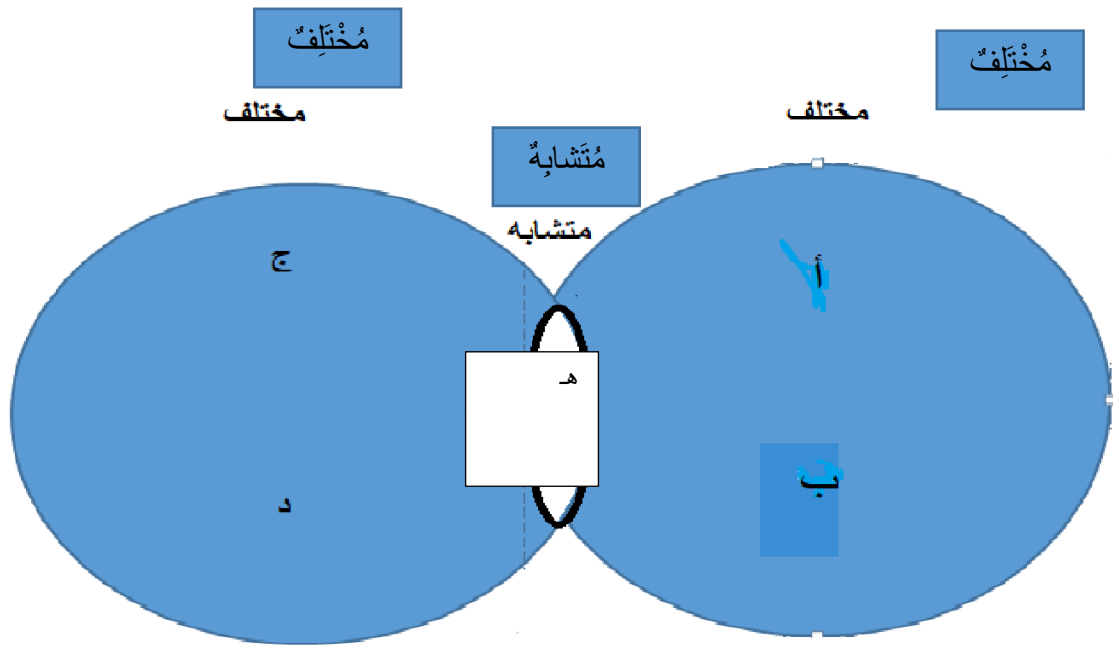 مُخْتَلِفٌ
مُخْتَلِفٌ
مختلف
مختلف
مُتَشابِهٌ
متشابه
أ
ج
هـ
ب
د